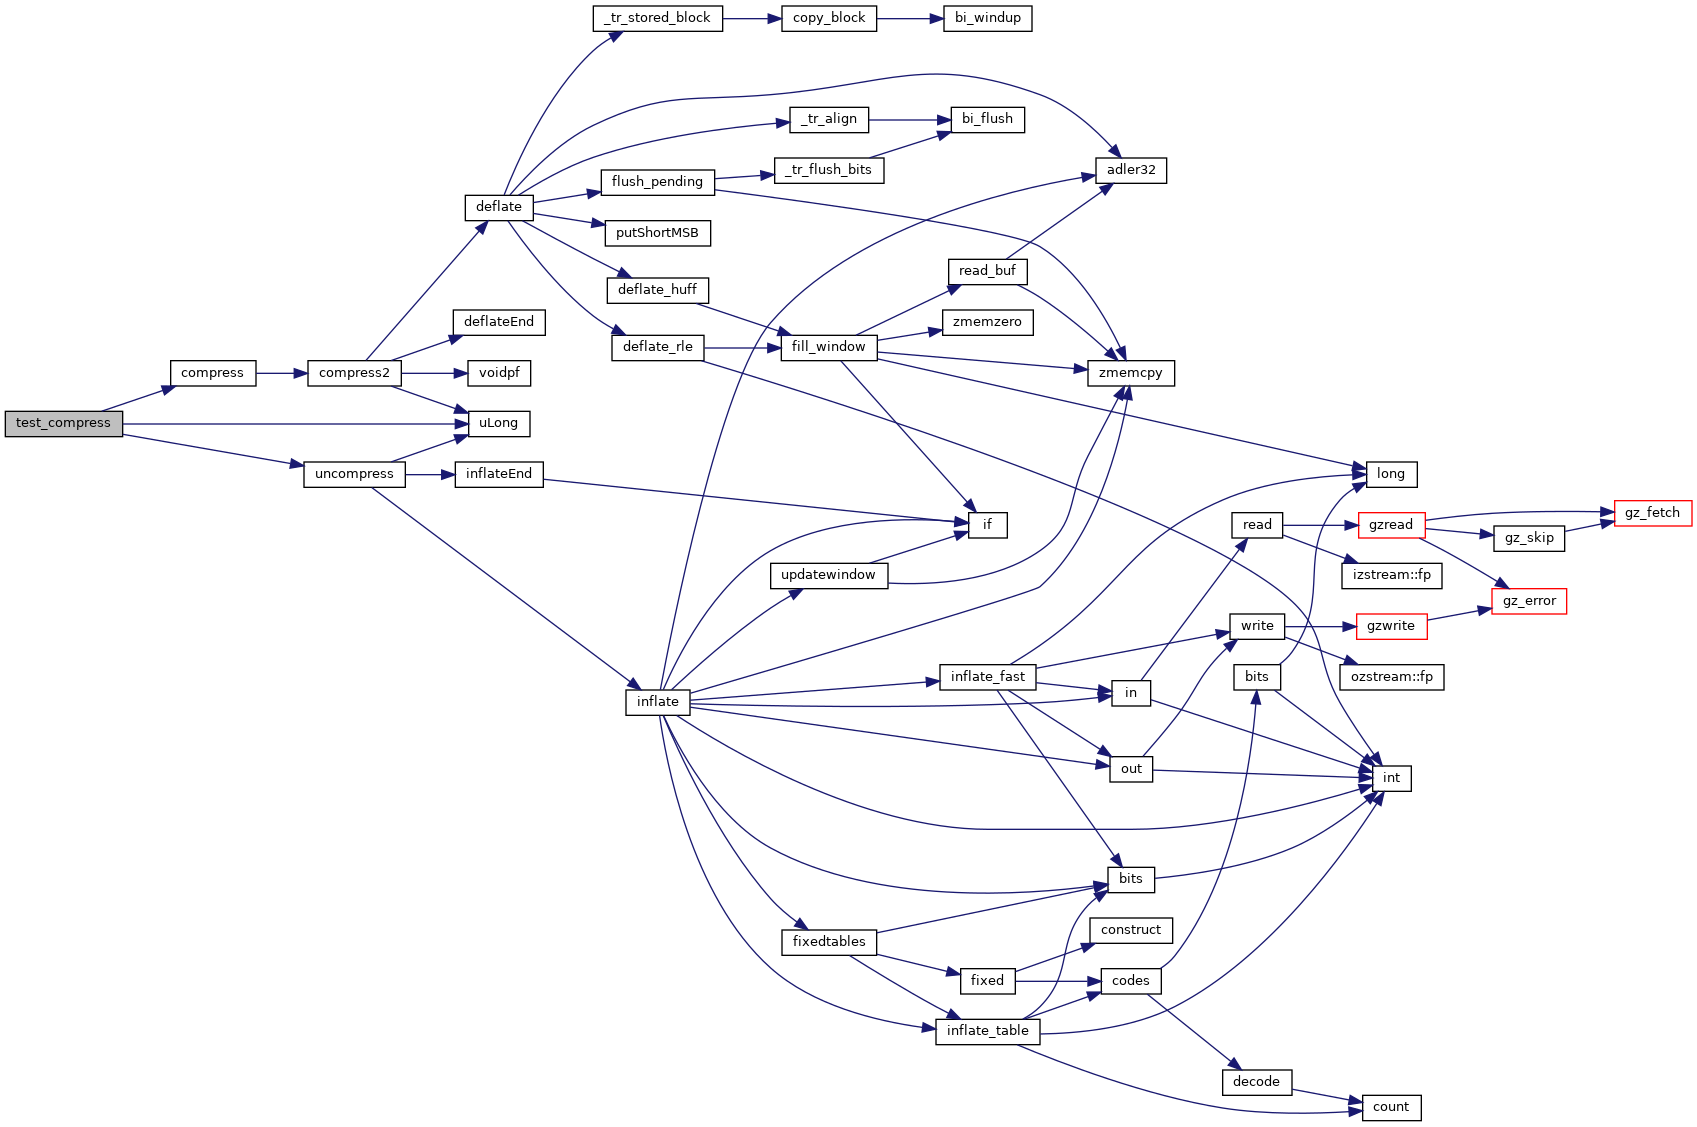 _tr_stored_block
copy_block
bi_windup
_tr_align
bi_flush
adler32
_tr_flush_bits
flush_pending
deflate
putShortMSB
read_buf
deflate_huff
deflateEnd
zmemzero
deflate_rle
fill_window
compress
compress2
voidpf
zmemcpy
test_compress
uLong
uncompress
inflateEnd
long
if
read
gzread
gz_fetch
gz_skip
updatewindow
izstream::fp
gz_error
write
gzwrite
inflate_fast
bits
ozstream::fp
in
inflate
out
int
bits
construct
fixedtables
fixed
codes
inflate_table
decode
count